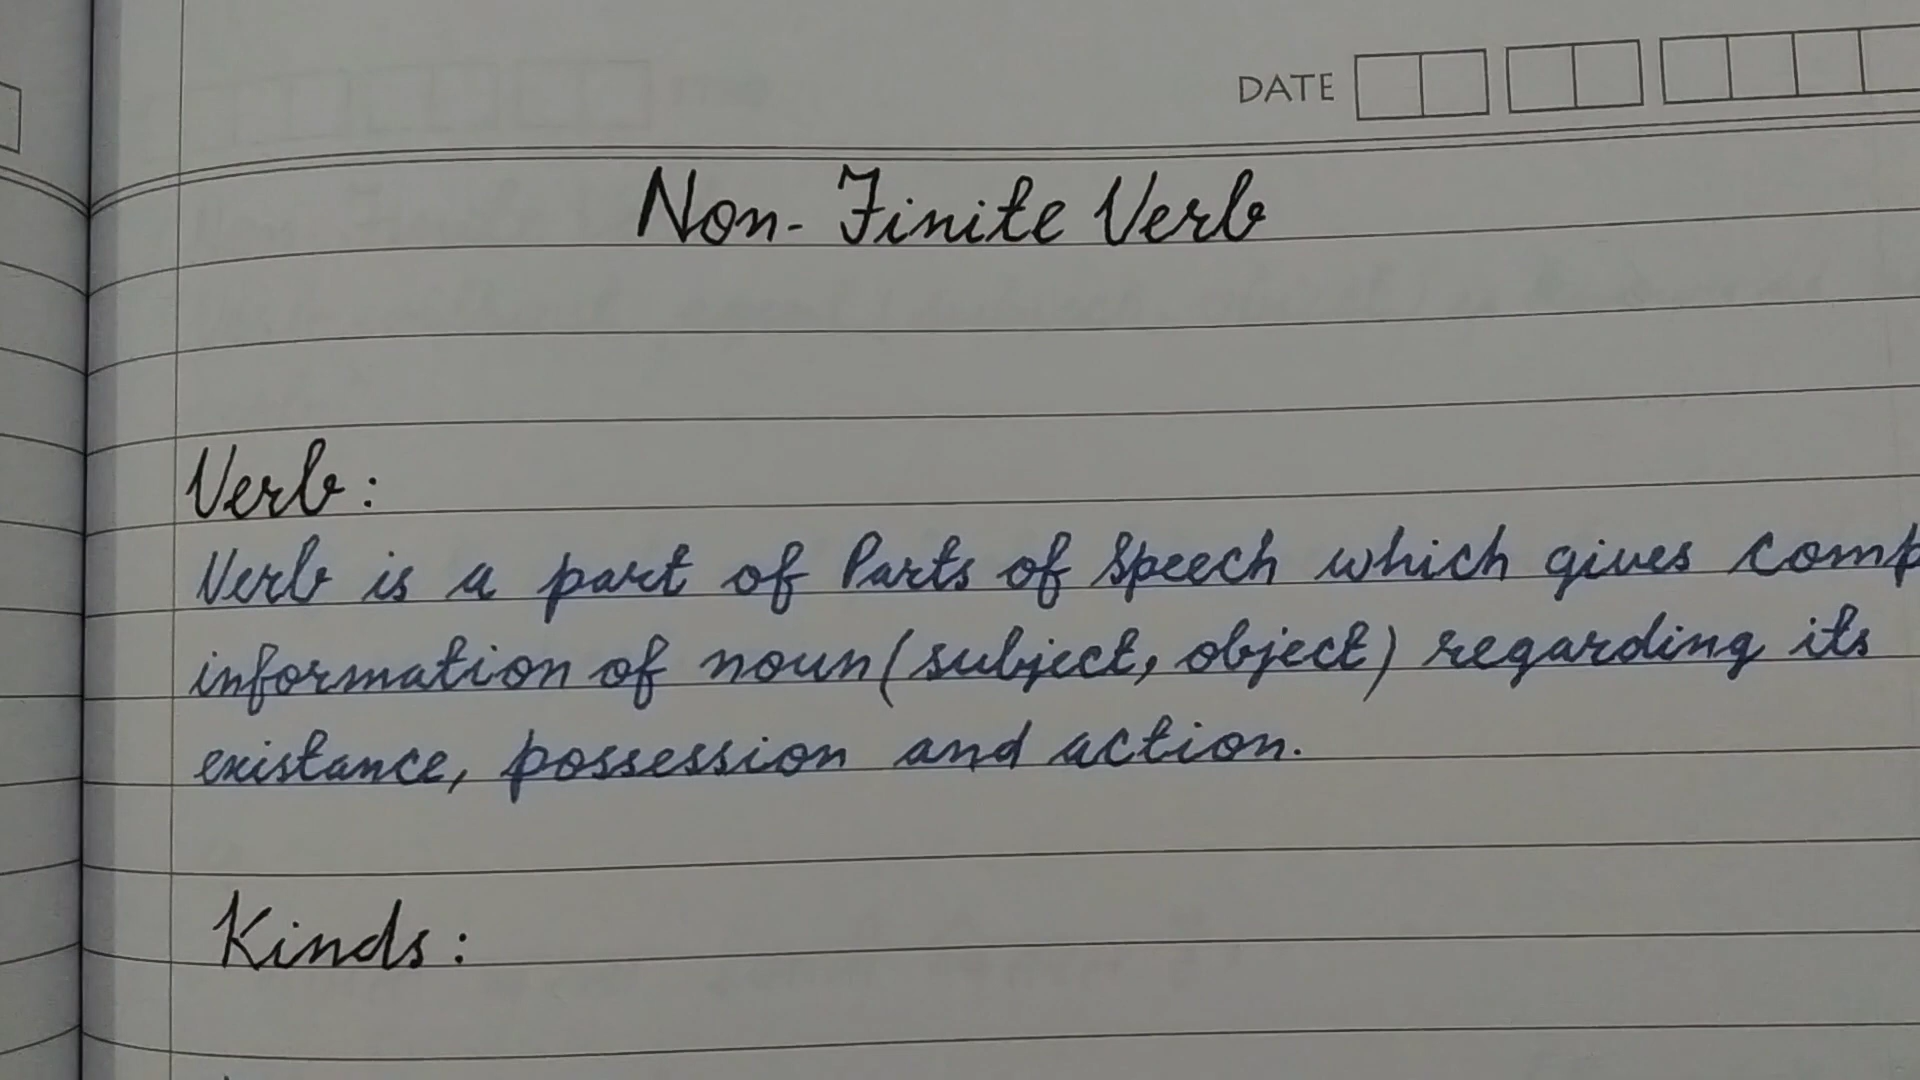 DATE
Non-Finite Verb
Verb:
Verb is a part of Parts of Speech which gives comp
information of noun (subject, object) regarding its
existance, possession and action.
Kinds: